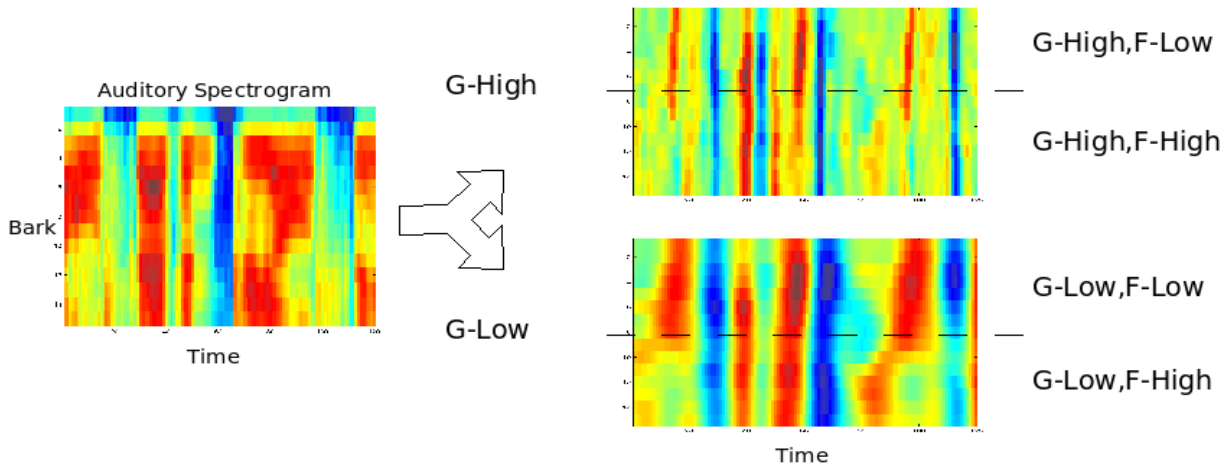 Auditory Spectrogram
Bark
Time
G-High
G-Low
G-High,F-Low
G-High,F-High
G-Low,F-Low
G-Low,F-High
Time